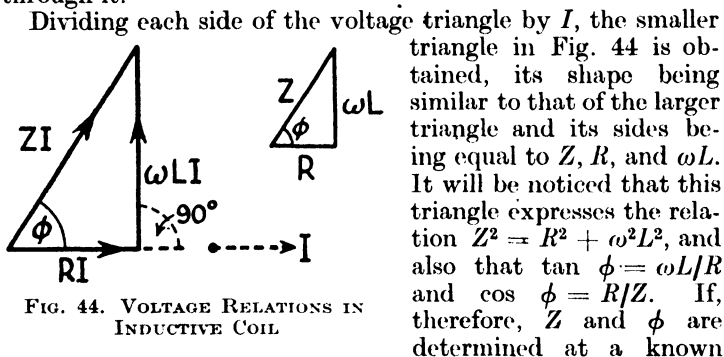 through it.
Dividing each side of the voltage triangle by I, the smaller
triangle in Fig. 44 is ob-
tained, its shape being
similar to that of the larger
triangle and its sides be-
ing equal to Z, R, and ωL.
It will be noticed that this
triangle expresses the rela-
tion Z² = R² + ω²L², and
also that tan ϕ = ωL/R
and cos ϕ = R/Z. If,
therefore, Z and ϕ are
determined at a known
ZI
ϕ
RI
ωLI
90°
I
Z
ϕ
ωL
R
FIG. 44. VOLTAGE RELATIONS IN
INDUCTIVE COIL